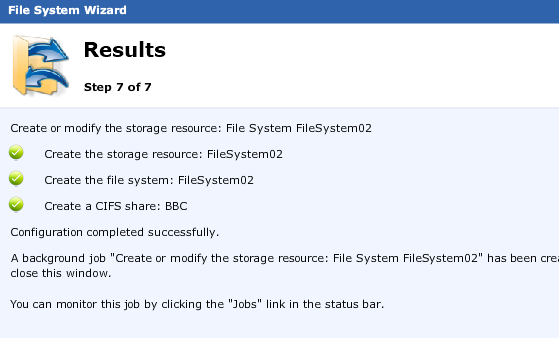 File System Wizard
Results
Step 7 of 7
Create or modify the storage resource: File System FileSystem02
Create the storage resource: FileSystem02
Create the file system: FileSystem02
Create a CIFS share: BBC
Configuration completed successfully.
A background job "Create or modify the storage resource: File System FileSystem02" has been
close this window.
You can monitor this job by clicking the "Jobs" link in the status bar.